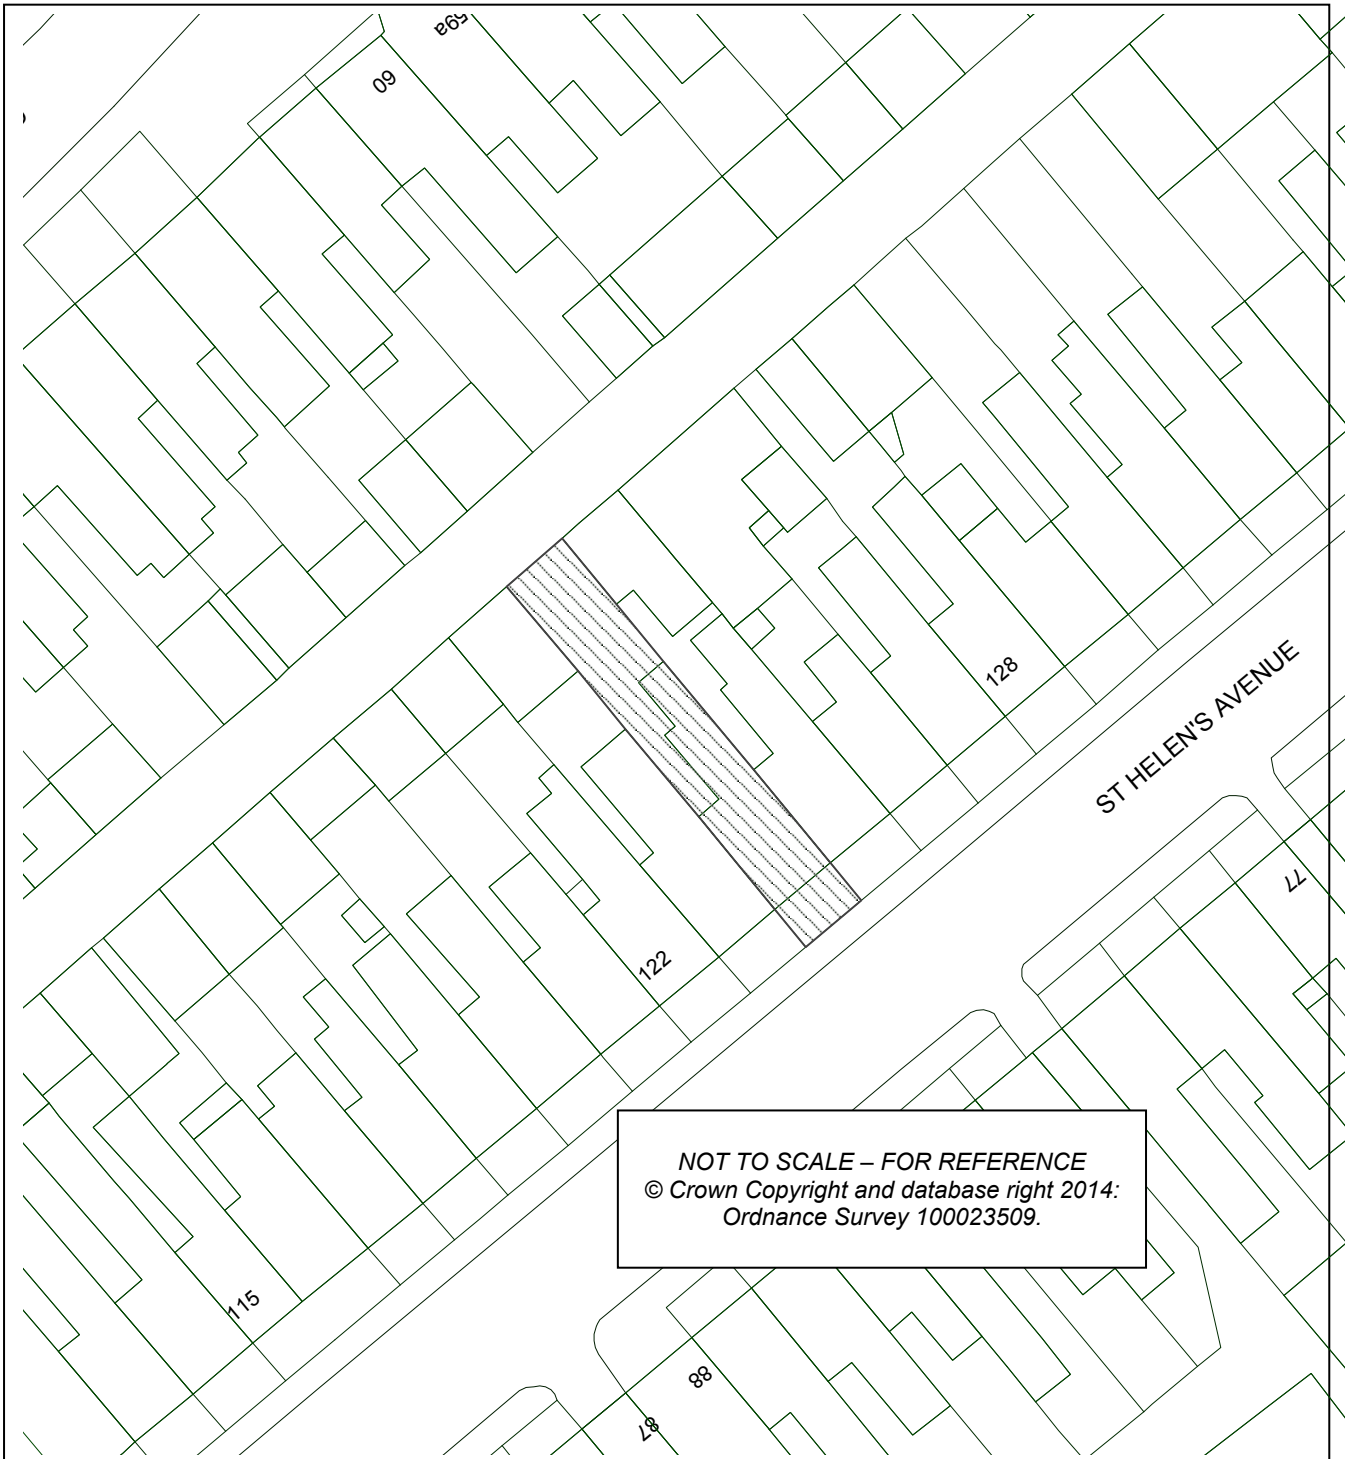 59a
60
128
ST HELEN'S AVENUE
77
122
NOT TO SCALE – FOR REFERENCE
© Crown Copyright and database right 2014:
Ordnance Survey 100023509.
115
88
87